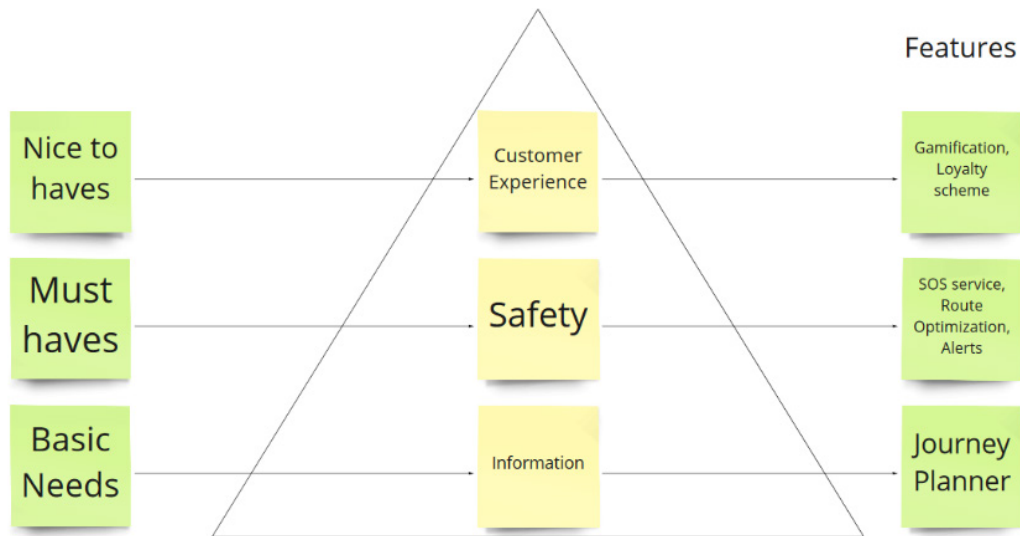 Features
Nice to
haves
Customer
Experience
Gamification,
Loyalty
scheme
Must
haves
Safety
SOS service,
Route
Optimization,
Alerts
Basic
Needs
Information
Journey
Planner